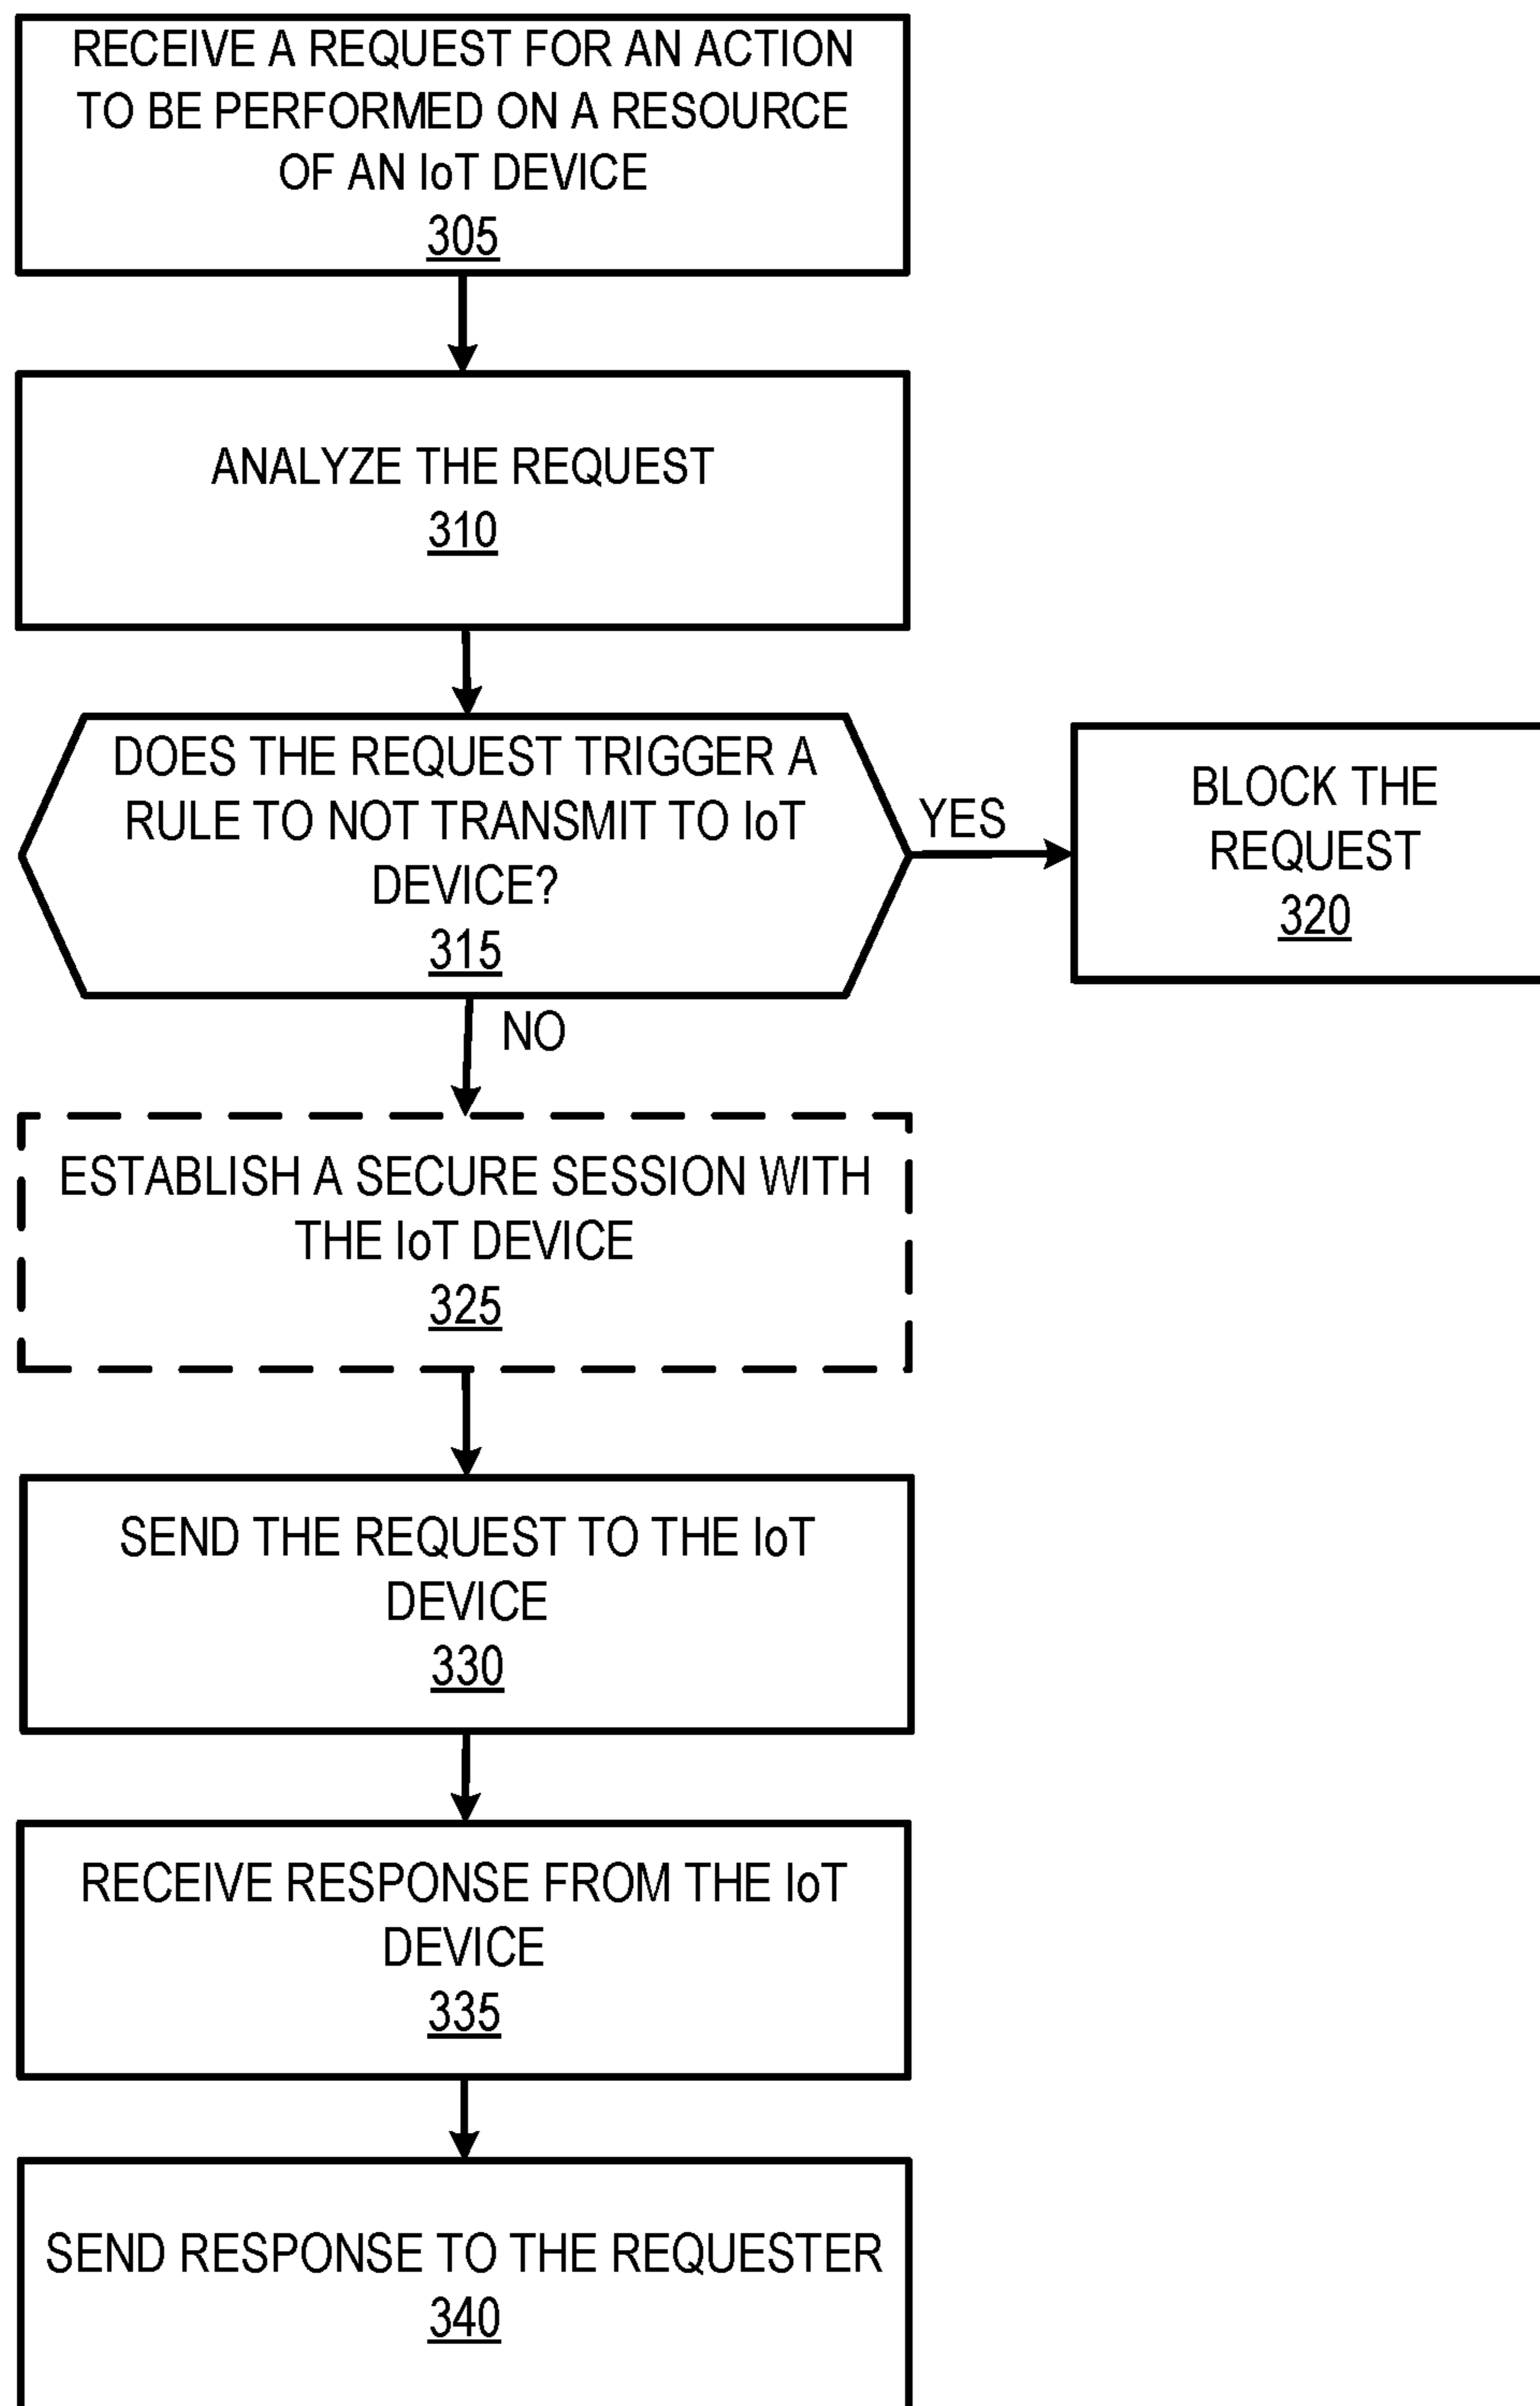 RECEIVE A REQUEST FOR AN ACTION
TO BE PERFORMED ON A RESOURCE
OF AN IoT DEVICE
305
ANALYZE THE REQUEST
310
DOES THE REQUEST TRIGGER A
RULE TO NOT TRANSMIT TO IoT
DEVICE?
315
YES
BLOCK THE
REQUEST
320
NO
ESTABLISH A SECURE SESSION WITH
THE IoT DEVICE
325
SEND THE REQUEST TO THE IoT
DEVICE
330
RECEIVE RESPONSE FROM THE IoT
DEVICE
335
SEND RESPONSE TO THE REQUESTER
340